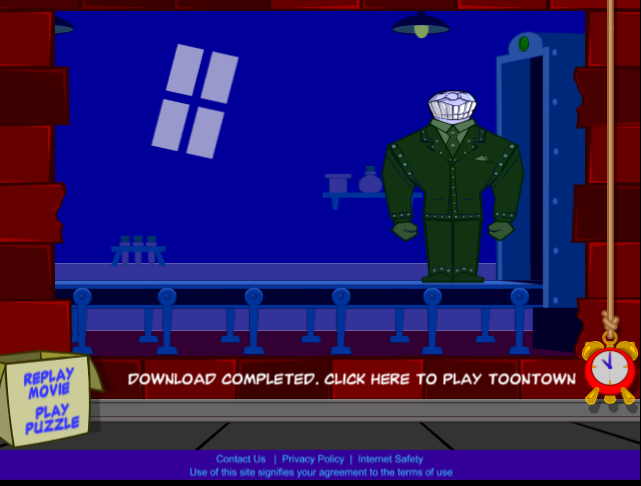 REPLAY
MOVIE
PLAY
PUZZLE
DOWNLOAD COMPLETED. CLICK HERE TO PLAY TOONTOWN
Contact Us | Privacy Policy | Internet Safety
Use of this site signifies your agreement to the terms of use